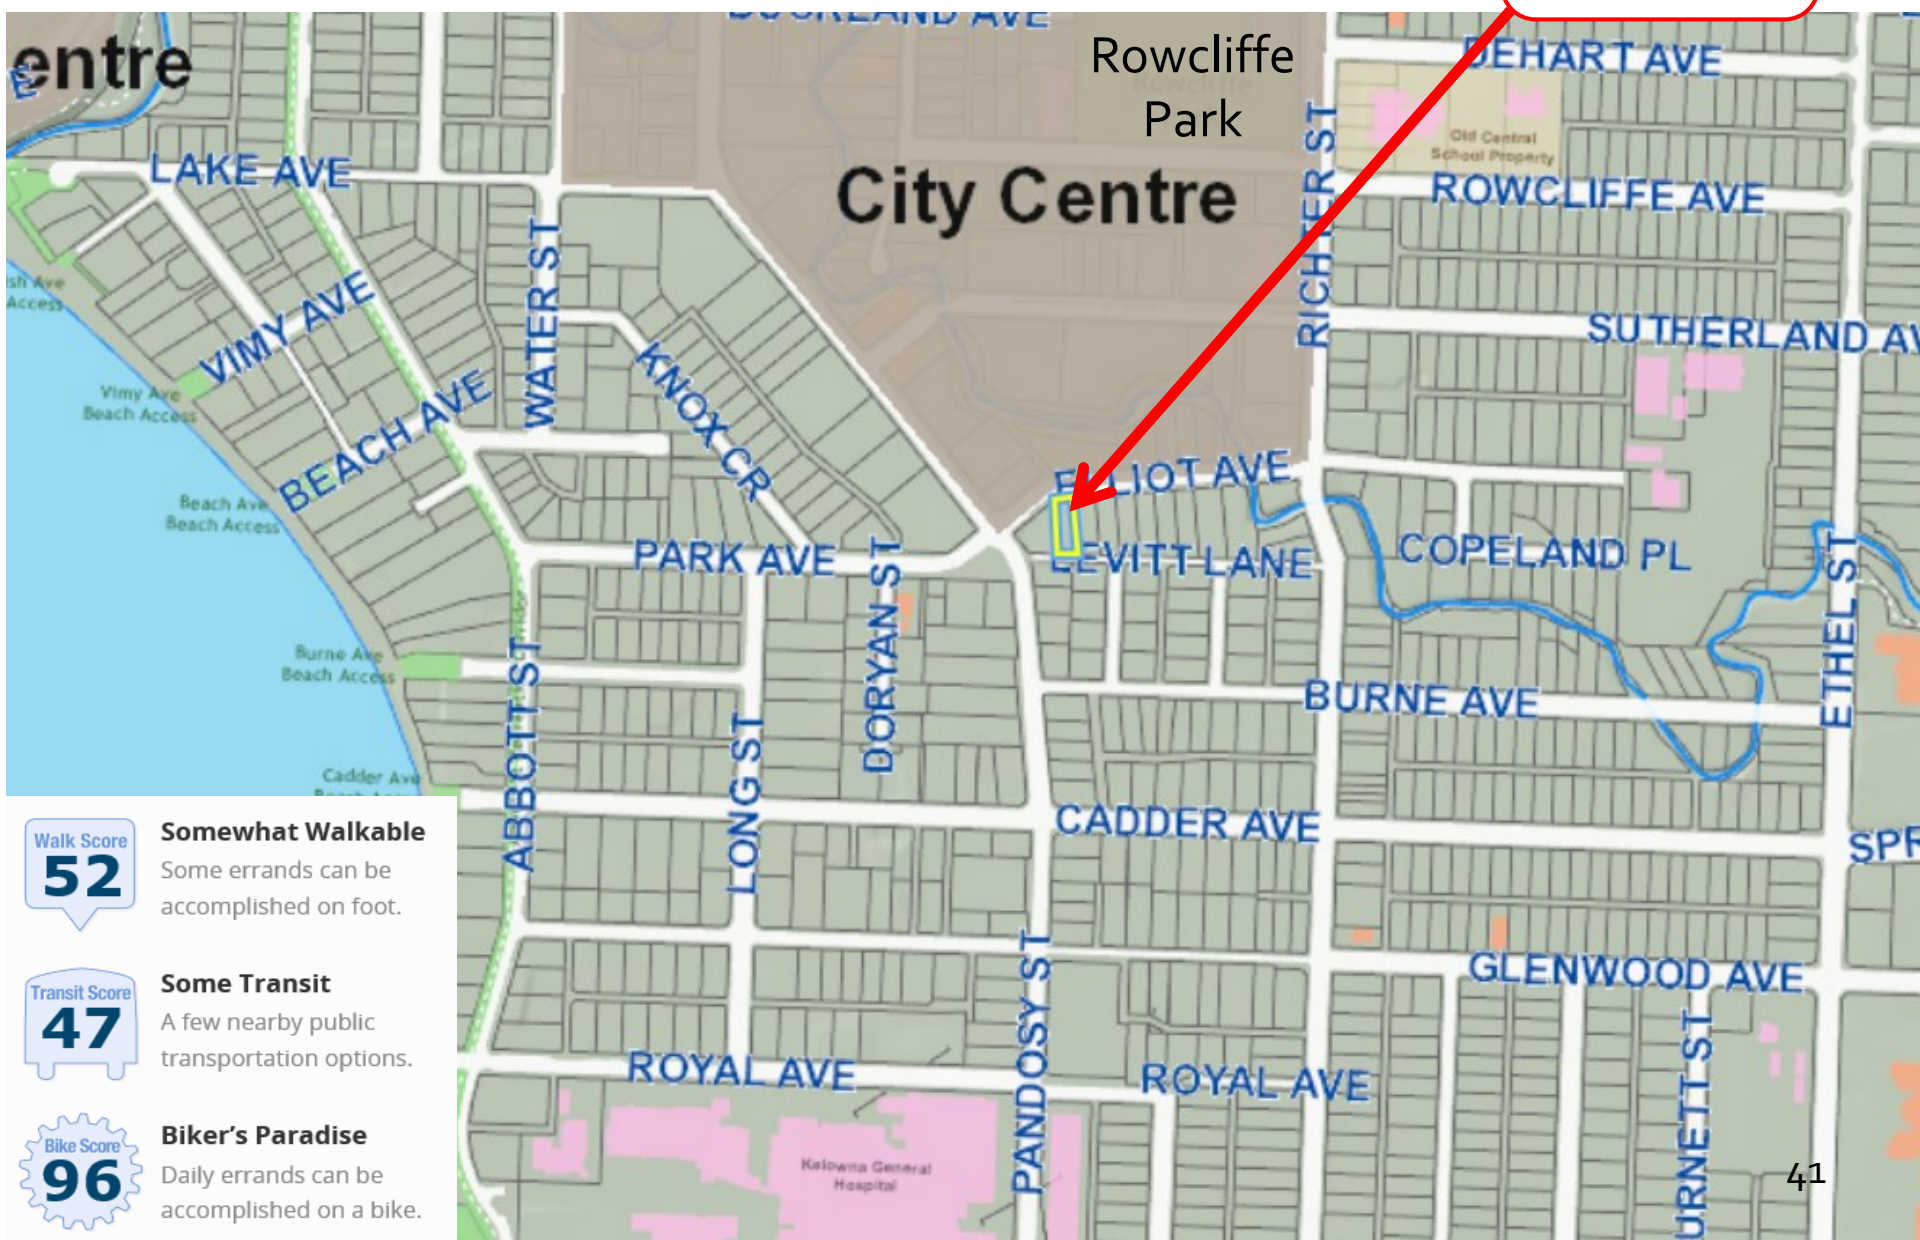 Rowcliffe
Park
DEHART AVE
entre
Old Central
School Property
LAKE AVE
City Centre
RICHTER ST
ROWCLIFFE AVE
WATER ST
VIMY AVE
SUTHERLAND AV
Access
Vimy Ave
Beach Access
BEACH AVE
KNOX CR
ELLIOT AVE
Beach Ave
Beach Access
PARK AVE
LEVITT LANE
COPELAND PL
DORYAN ST
ETHEL ST
Burne Ave
Beach Access
ABBOTT ST
BURNE AVE
LONG ST
Cadder Ave
CADDER AVE
SPR
Walk Score
52
Somewhat Walkable
Some errands can be
accomplished on foot.
GLENWOOD AVE
PANDOSY ST
Transit Score
47
Some Transit
A few nearby public
transportation options.
ROYAL AVE
ROYAL AVE
URNETT ST
Bike Score
96
Biker’s Paradise
Daily errands can be
accomplished on a bike.
Kelowna General
Hospital
41